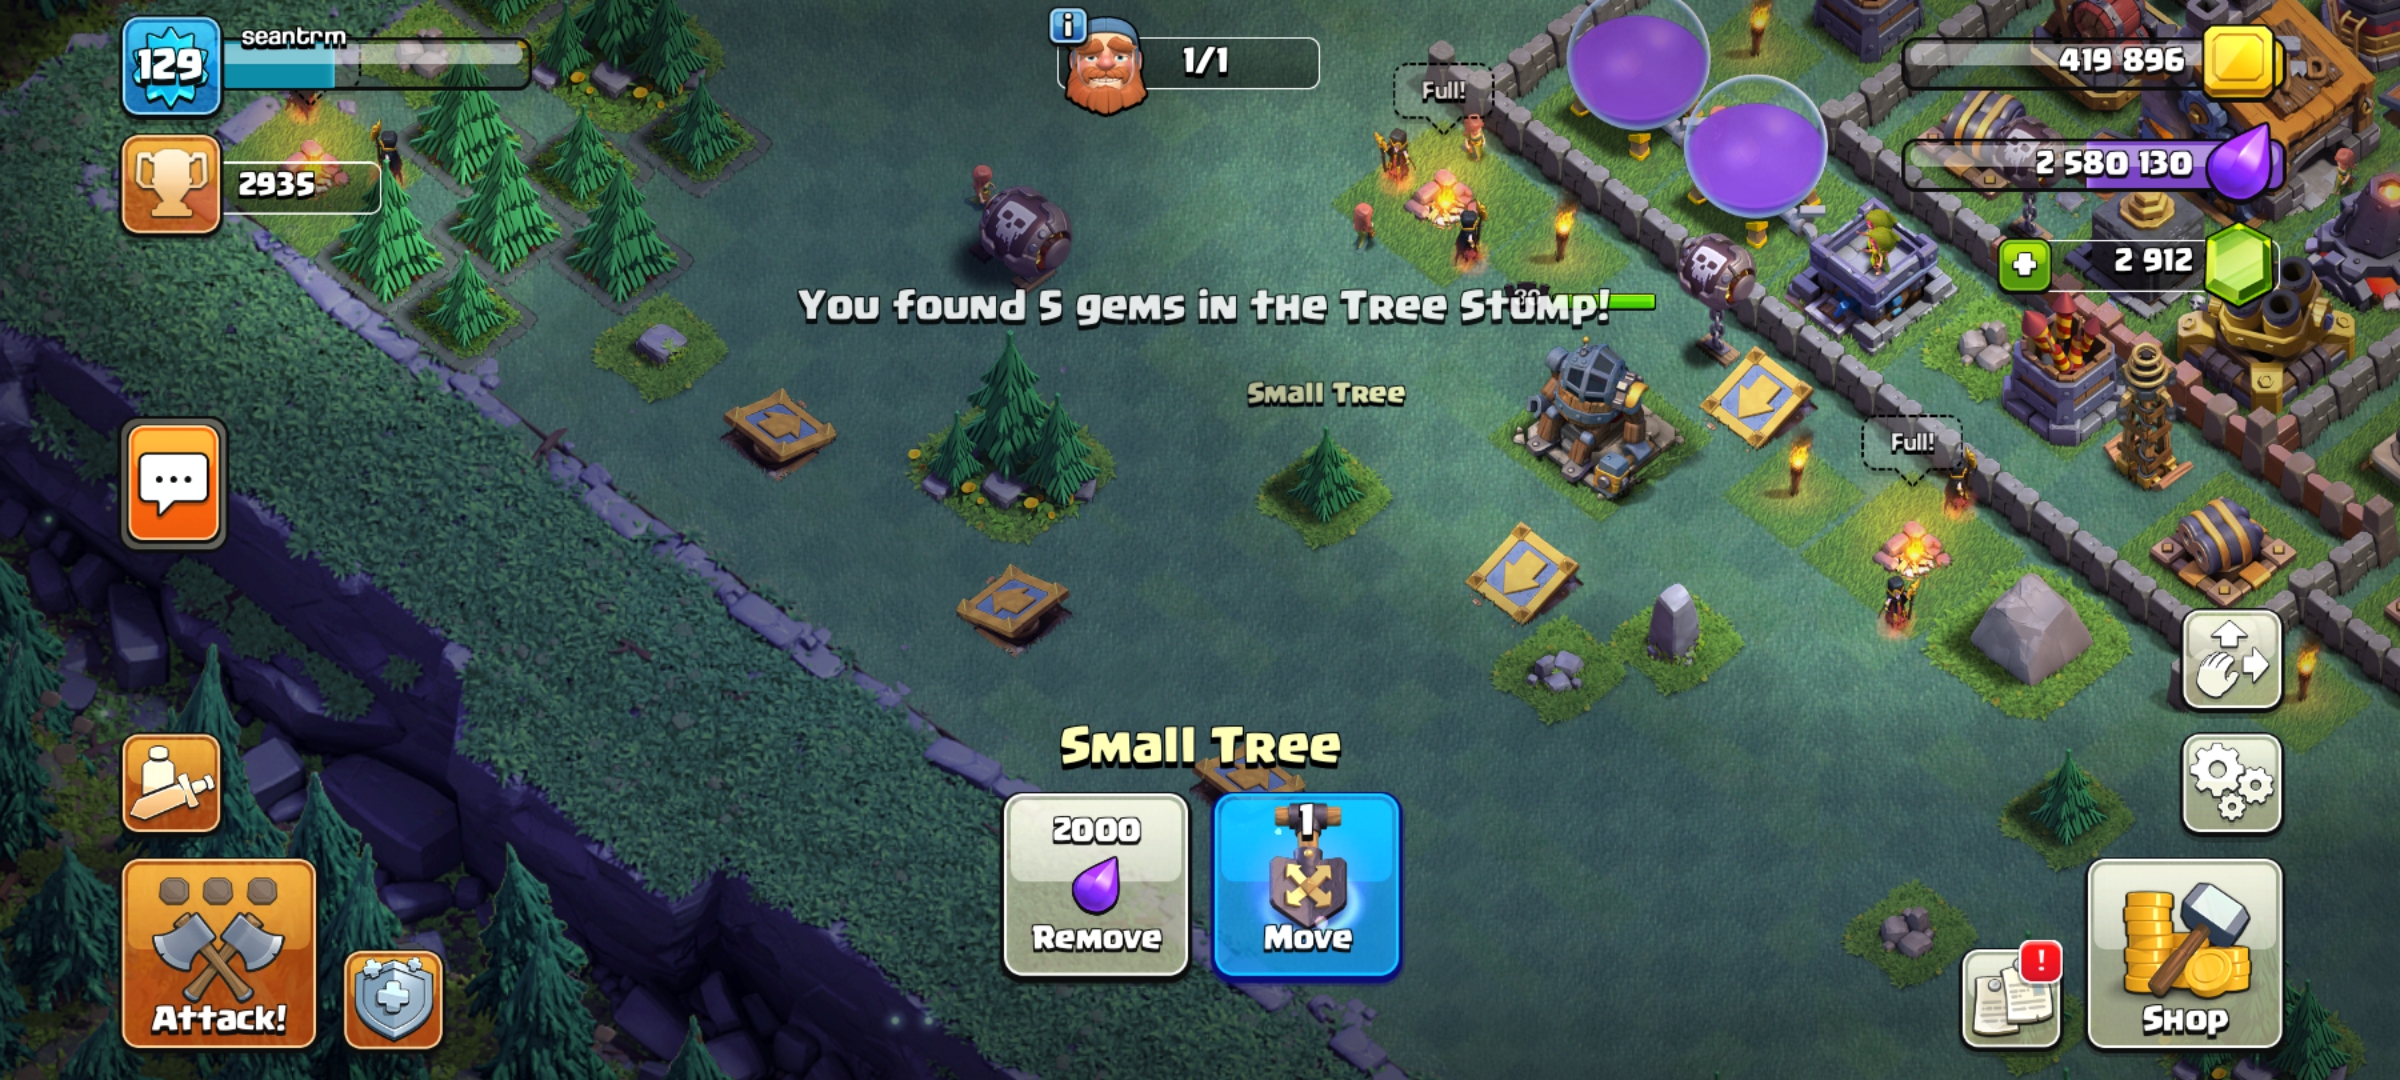 129
seantrm
1/1
Full!
419 896
2935
2 580 130
2 912
You found 5 gems in the Tree Stump!
Small Tree
Full!
Small Tree
2000
1
Remove
Move
Attack!
!
Shop